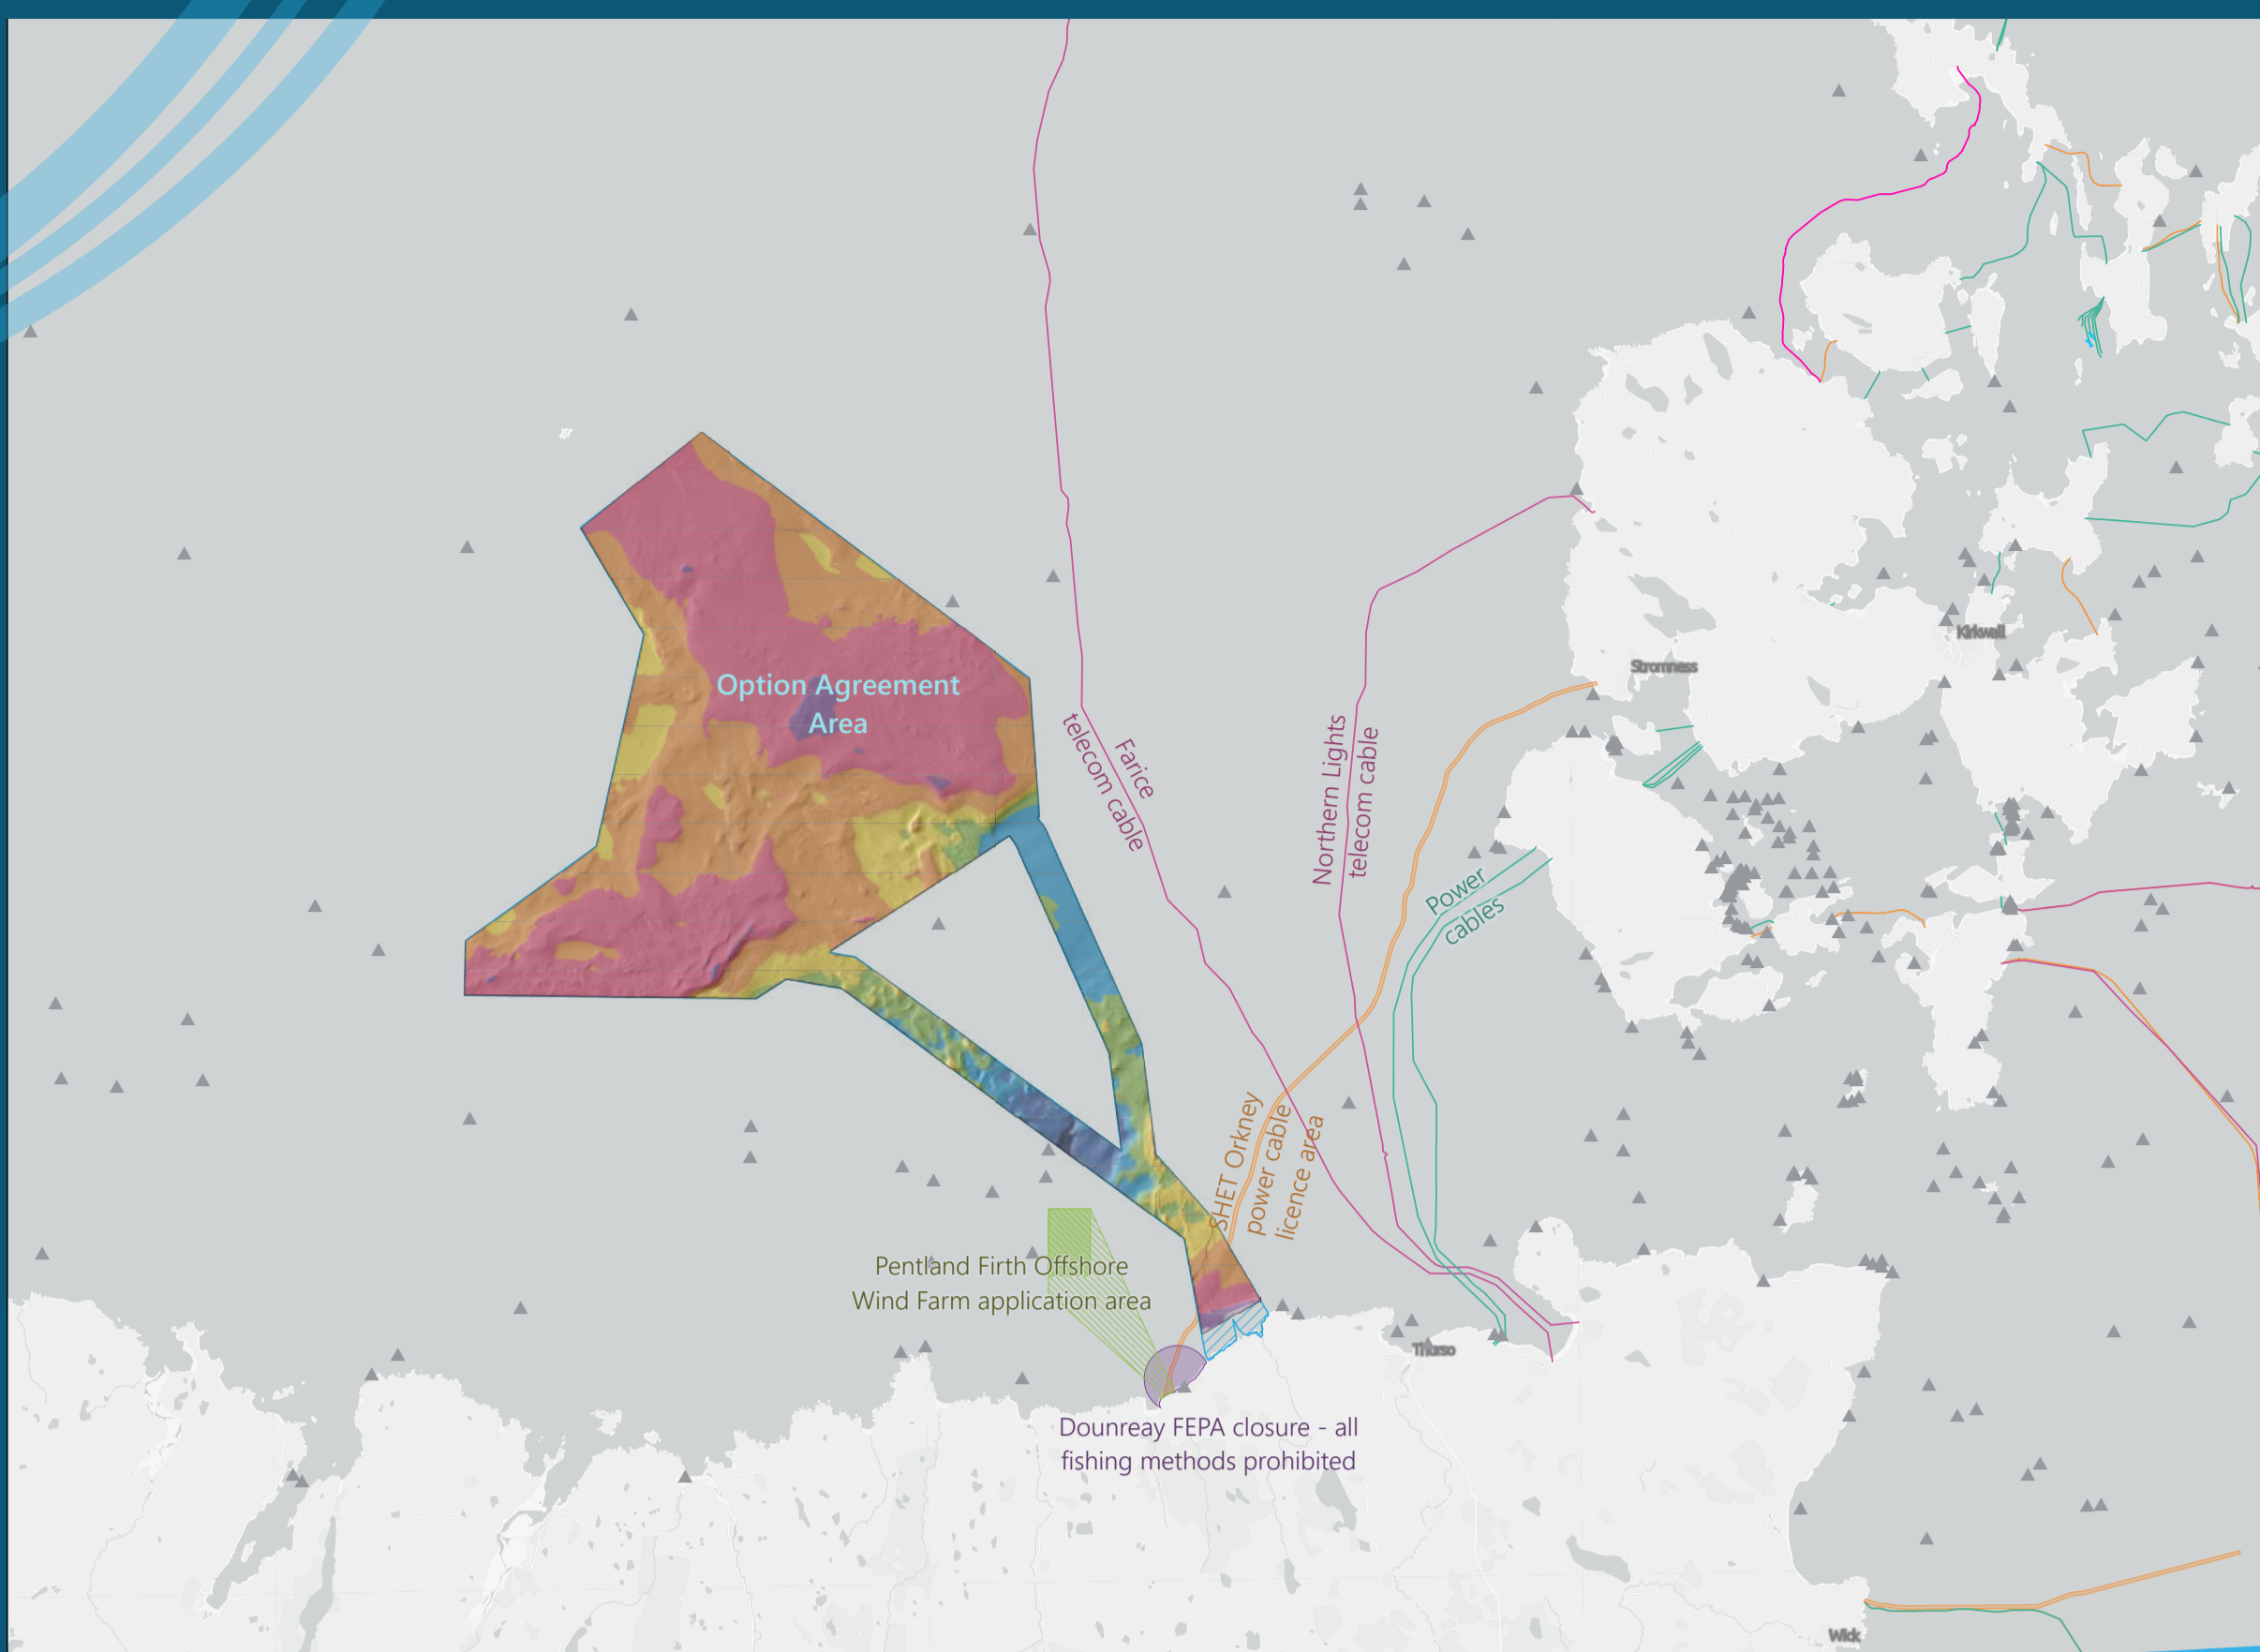 Kirkwall
Stromness
Option Agreement
Area
Farice
telecom cable
Northern Lights
telecom cable
Power
cables
SHET Orkney
power cable
licence area
Pentland Firth Offshore
Wind Farm application area
Thurso
Dounreay FEPA closure - all
fishing methods prohibited
Wick